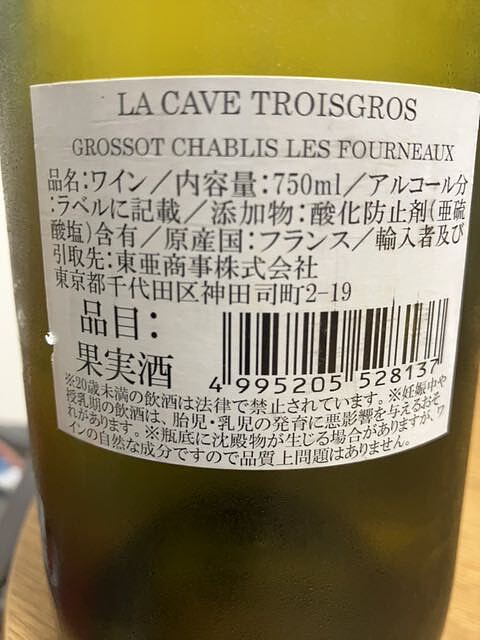 LA CAVE TROISGROS
GROSSOT CHABLIS LES FOURNEAUX
品名:ワイン／内容量:750ml／アルコール分
:ラベルに記載／添加物:酸化防止剤(亜硫
酸塩)含有／原産国:フランス／輸入者及び
引取先:東亜商事株式会社
東京都千代田区神田司町2-19
品目:
果実酒
4 995205 528137
※20歳未満の飲酒は法律で禁止されています。※妊娠中や
授乳期の飲酒は、胎児・乳児の発育に悪影響を与えるおそ
れがあります。※瓶底に沈殿物が生じる場合がありますが、ワ
インの自然な成分ですので品質上問題はありません。